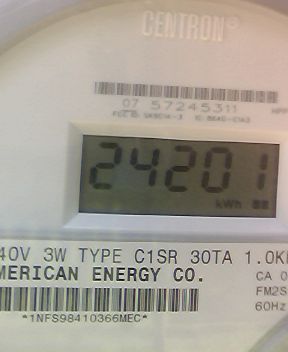 CENTRON®
07 57245311
24201
kWh
40V 3W TYPE C1SR 30TA 1.0K
MERICAN ENERGY CO.
CA 0
FM2S
60Hz
*1NFS98410366MEC*